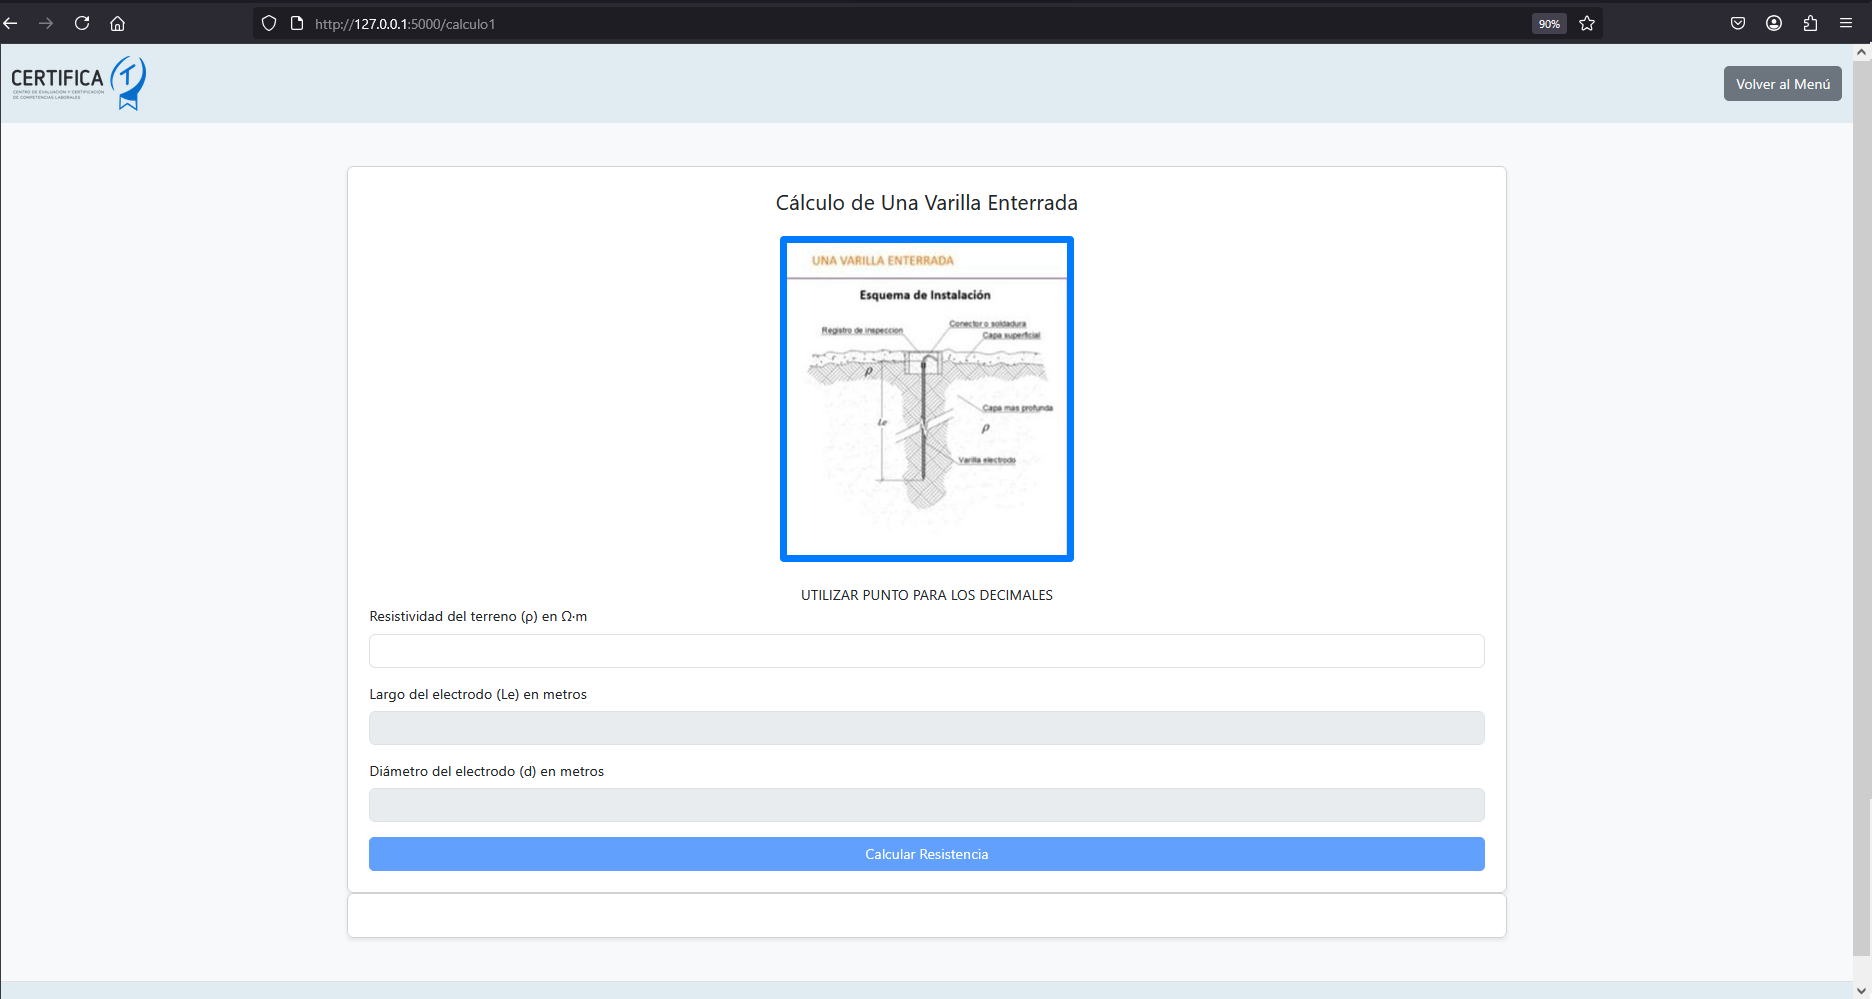 http://127.0.0.1:5000/calculo1
90%
CERTIFICA
CENTRO DE EVALUACIÓN Y CERTIFICACIÓN
DE COMPETENCIAS LABORALES
T
Volver al Menú
Cálculo de Una Varilla Enterrada
UNA VARILLA ENTERRADA
Esquema de Instalación
Registro de inspeccion
Conector o soldadura
Capa superficial
ρ
Le
Capa mas profunda
ρ
Varilla electrodo
UTILIZAR PUNTO PARA LOS DECIMALES
Resistividad del terreno (ρ) en Ω·m
Largo del electrodo (Le) en metros
Diámetro del electrodo (d) en metros
Calcular Resistencia